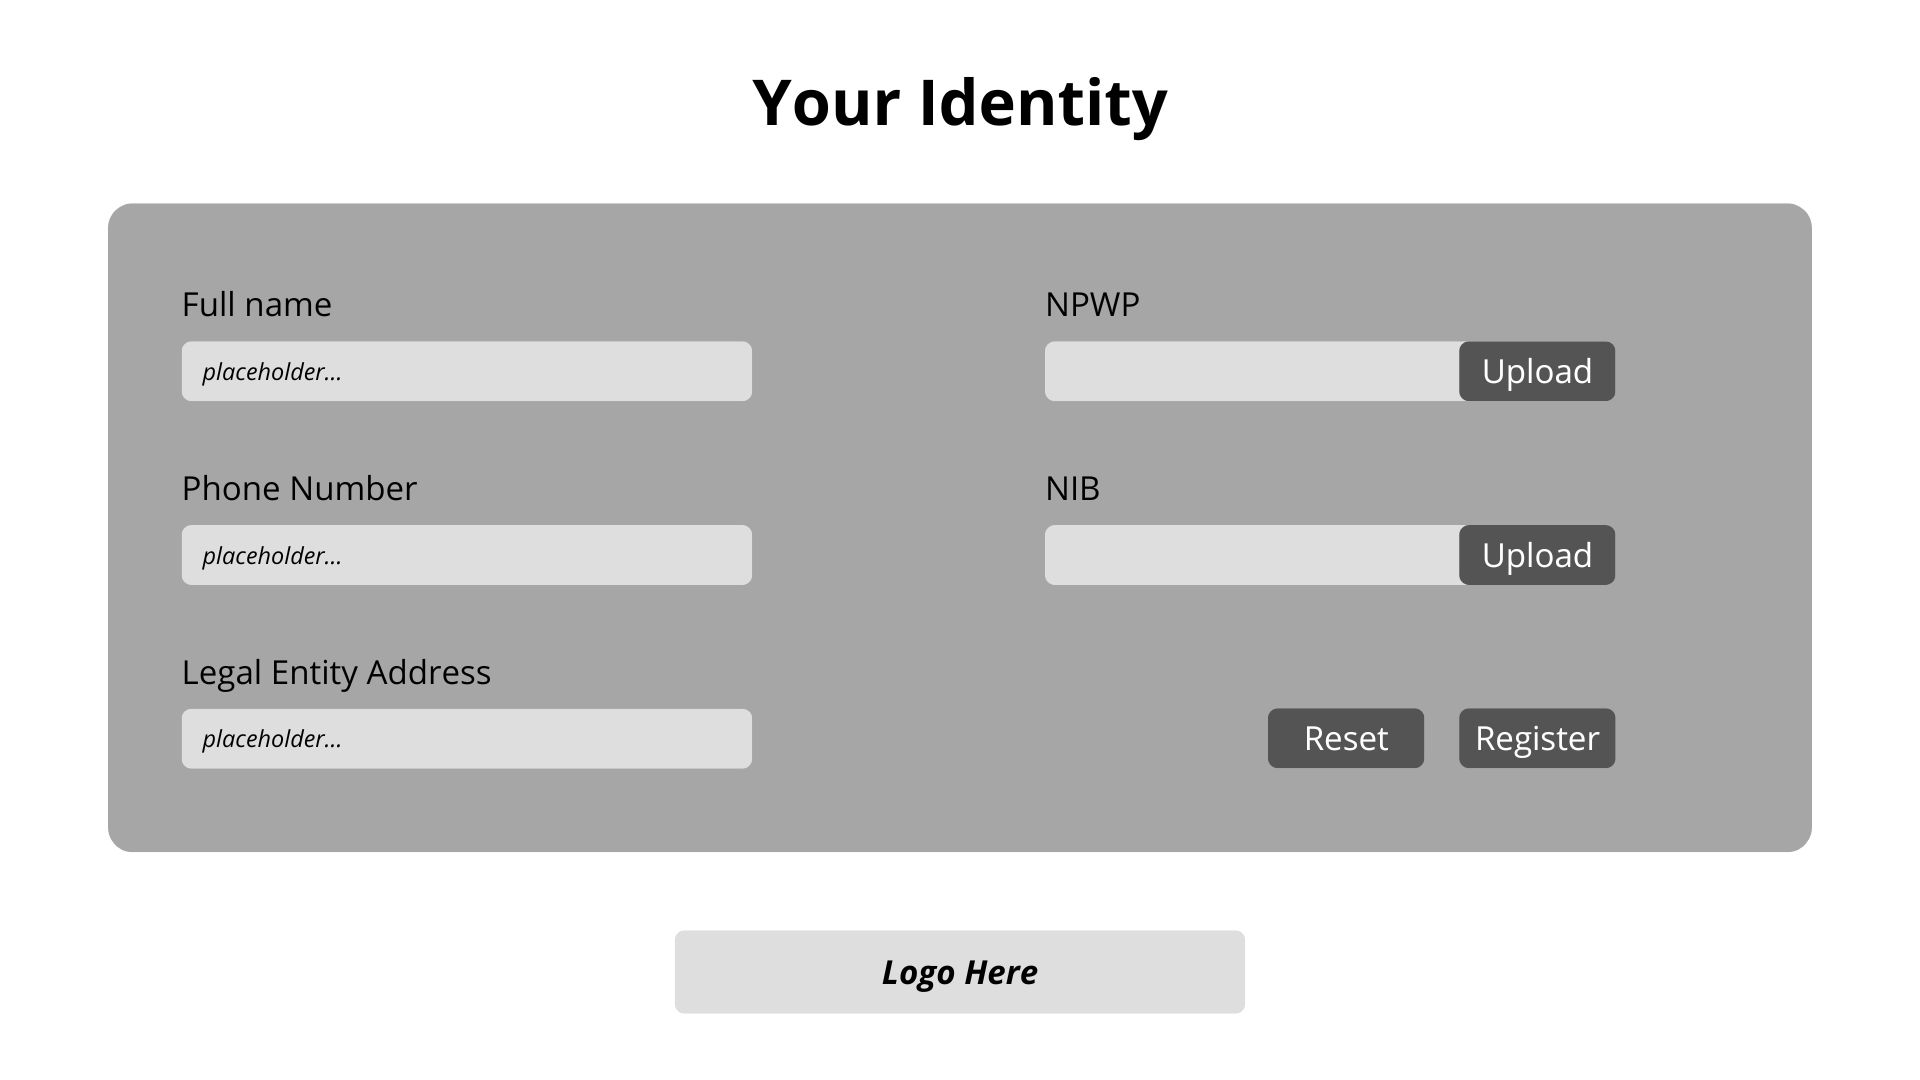 Your Identity
Full name
placeholder...
Phone Number
placeholder...
Legal Entity Address
placeholder...
NPWP
Upload
NIB
Upload
Reset
Register
Logo Here